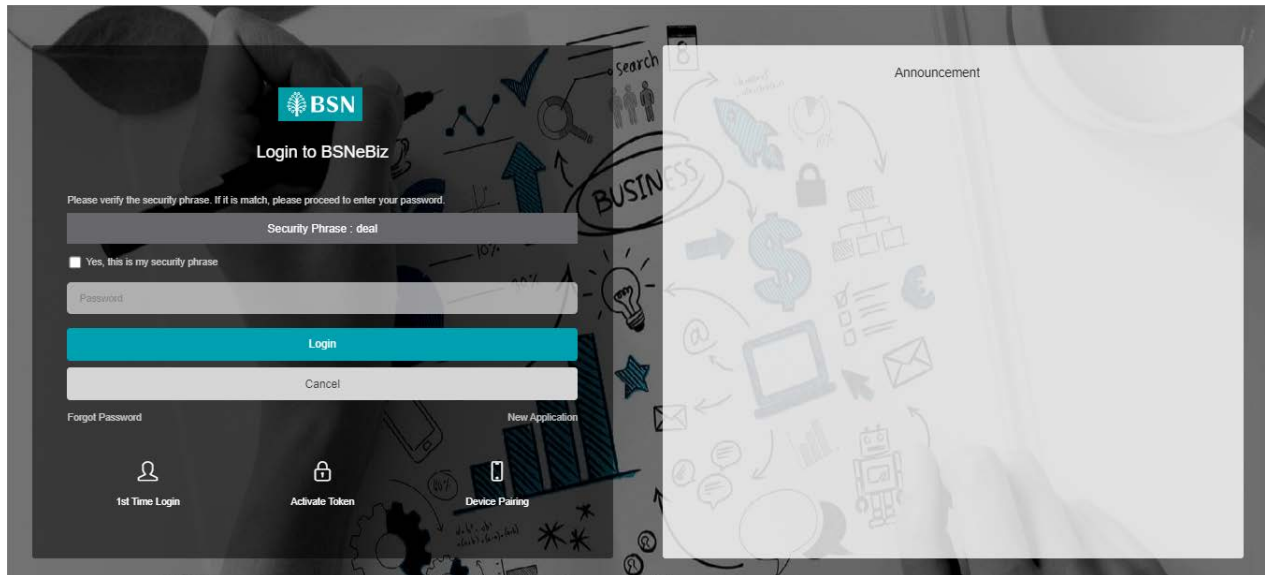 BSN
Login to BSNeBiz
Please verify the security phrase. If it is match, please proceed to enter your password.
Security Phrase : deal
Yes, this is my security phrase
Password
Login
Cancel
Forgot Password
New Application
1st Time Login
Activate Token
Device Pairing
search
8
BUSINESS
10%
Announcement